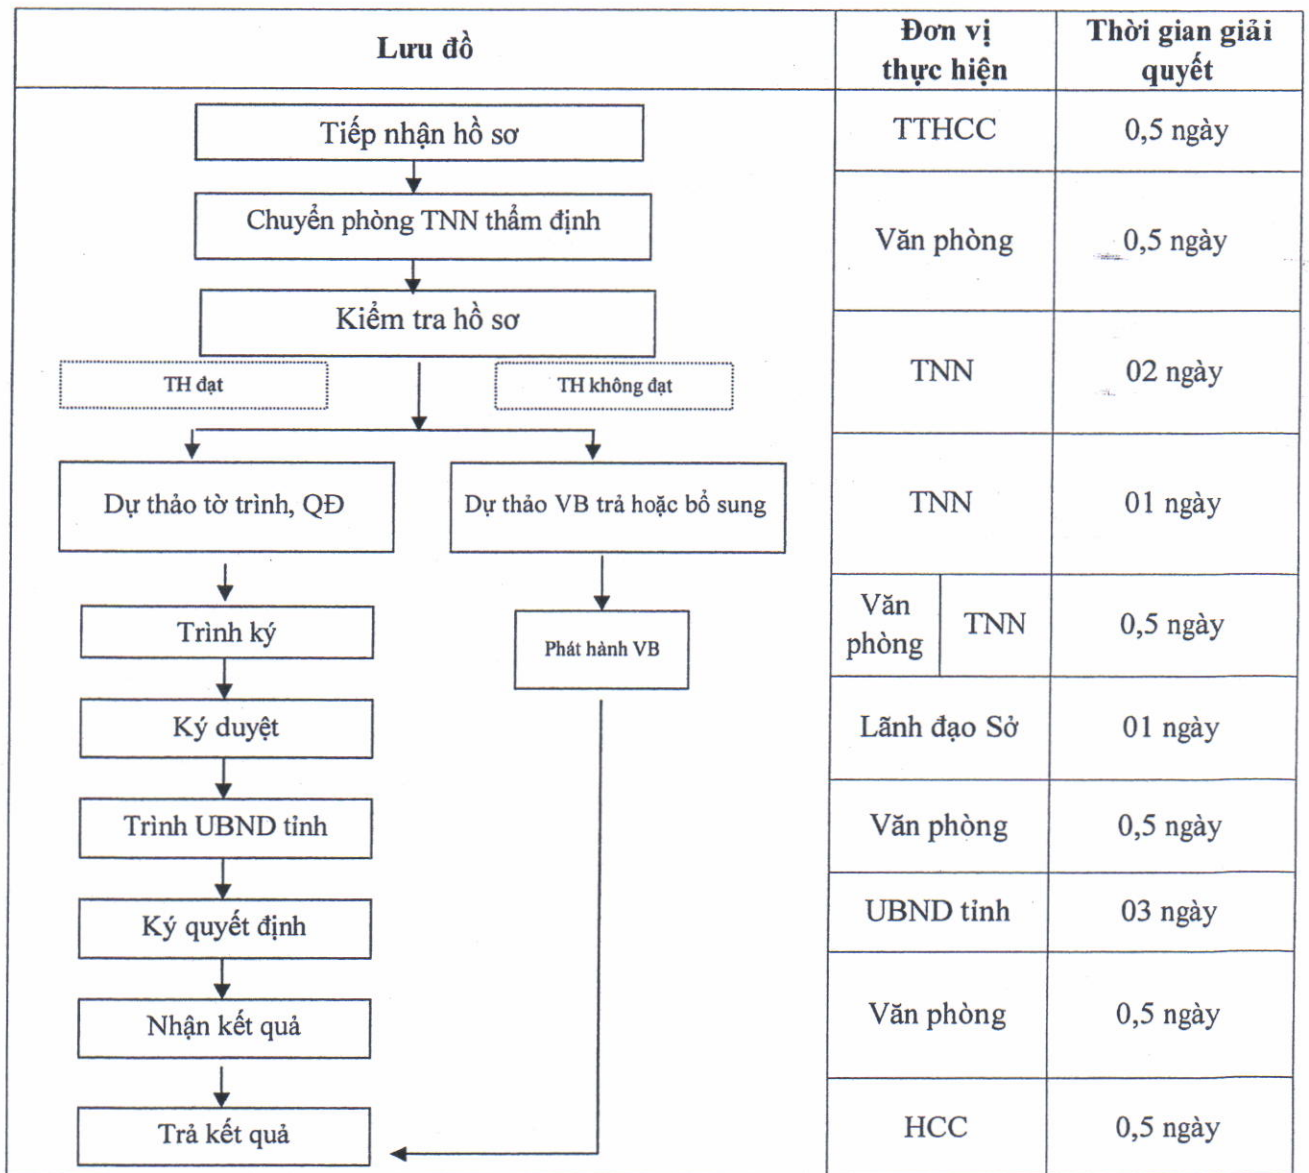 Lưu đồ
Đơn vị
thực hiện
Thời gian giải
quyết
Tiếp nhận hồ sơ
TTHCC
0,5 ngày
Chuyển phòng TNN thẩm định
Văn phòng
0,5 ngày
Kiểm tra hồ sơ
TH đạt
TH không đạt
TNN
02 ngày
Dự thảo tờ trình, QĐ
Dự thảo VB trả hoặc bổ sung
TNN
01 ngày
Trình ký
Phát hành VB
Văn
phòng
TNN
0,5 ngày
Ký duyệt
Lãnh đạo Sở
01 ngày
Trình UBND tỉnh
Văn phòng
0,5 ngày
Ký quyết định
UBND tỉnh
03 ngày
Nhận kết quả
Văn phòng
0,5 ngày
Trả kết quả
HCC
0,5 ngày